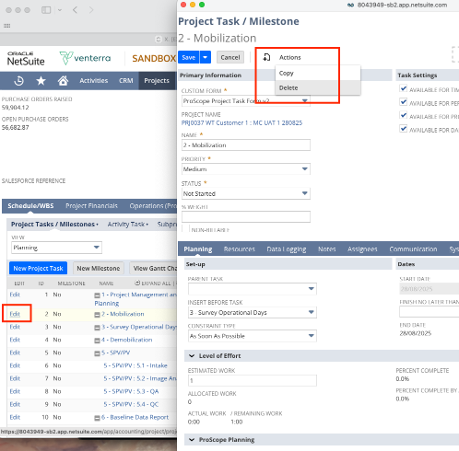 8043949-sb2.app.netsuite.com
ORACLE
NetSuite
venterra
SANDBOX
Activities CRM Projects
PURCHASE ORDERS RAISED
59,904.12
OPEN PURCHASE ORDERS
56,682.87
SALESFORCE REFERENCE
Schedule/WBS Project Financials Operations (Pro
Project Tasks / Milestones Activity Task Subpro
VIEW
Planning
New Project Task New Milestone View Gantt Cha
EDIT ID MILESTONE NAME EXPAND ALL
Edit 1 No 1 - Project Management an
Planning
Edit 2 No 2 - Mobilization
Edit 3 No 3 - Survey Operational Days
Edit 4 No 4 - Demobilization
Edit 5 No 5 - SPV/PV
Edit 6 No 5 - SPV/PV : 5.1 - Intake
Edit 7 No 5 - SPV/PV : 5.2 - Image An
Edit 8 No 5 - SPV/PV : 5.3 - QA
Edit 9 No 5 - SPV/PV : 5.4 - QC
Edit 10 No 6 - Baseline Data Report
https://8043949-sb2.app.netsuite.com/app/accounting/project/proj
Project Task / Milestone
2 - Mobilization
Save Cancel Actions
Copy
Delete
Primary Information
CUSTOM FORM *
ProScope Project Task Form v2
PROJECT NAME
PRJ0037 WT Customer 1 : MC UAT 1 280825
NAME *
2 - Mobilization
PRIORITY *
Medium
STATUS *
Not Started
% WEIGHT
NON-BILLABLE
Task Settings
AVAILABLE FOR TIM
AVAILABLE FOR PER
AVAILABLE FOR
AVAILABLE FOR DA
Planning Resources Data Logging Notes Assignees Communication Sys
Set-up
PARENT TASK
INSERT BEFORE TASK
3 - Survey Operational Days
CONSTRAINT TYPE
As Soon As Possible
Dates
START DATE
28/08/2025
FINISH NO LATER THAN
END DATE
28/08/2025
Level of Effort
ESTIMATED WORK
1
ALLOCATED WORK
0
ACTUAL WORK / REMAINING WORK
0:00 1:00
PERCENT COMPLETE
0.0%
PERCENT COMPLETE BY
0.0%
ProScope Planning